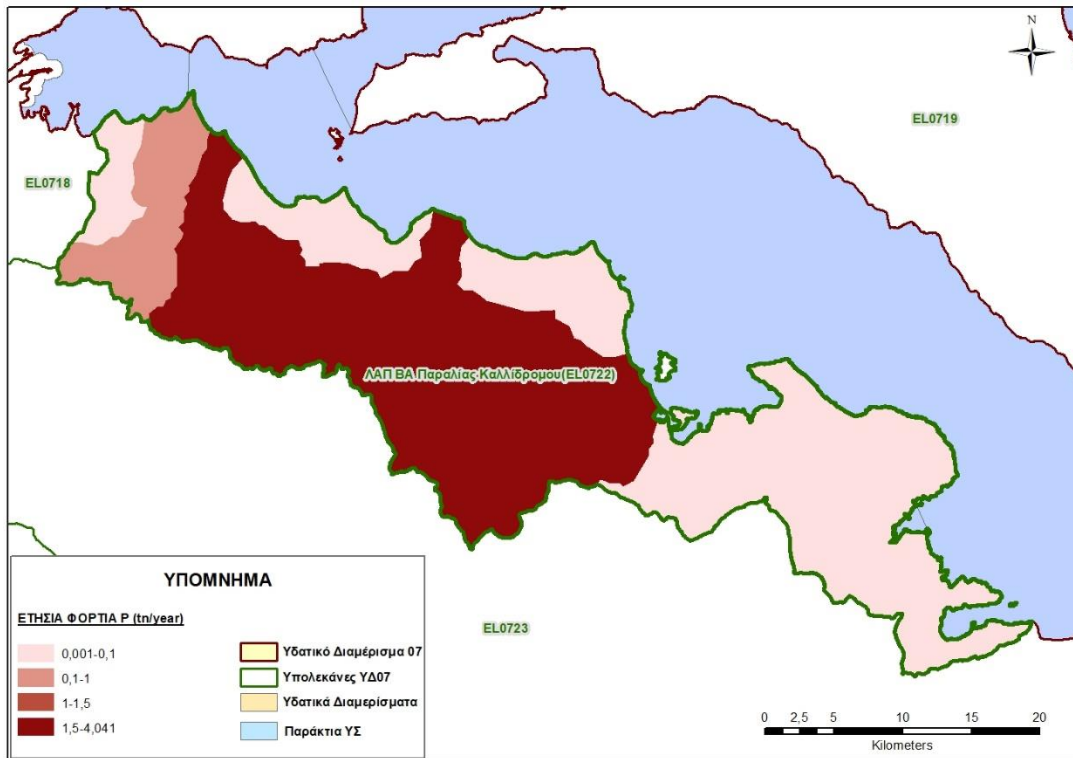 N
EL0719
EL0718
ΛΑΠ ΒΑ Παραλίας Καλλίδρομου(EL0722)
EL0723
ΥΠΟΜΝΗΜΑ
ΕΤΗΣΙΑ ΦΟΡΤΙΑ P (tn/year)
0,001-0,1
0,1-1
1-1,5
1,5-4,041
Υδατικό Διαμέρισμα 07
Υπολεκάνες ΥΔ07
Υδατικά Διαμερίσματα
Παράκτια ΥΣ
0 2,5 5 10 15 20
Kilometers